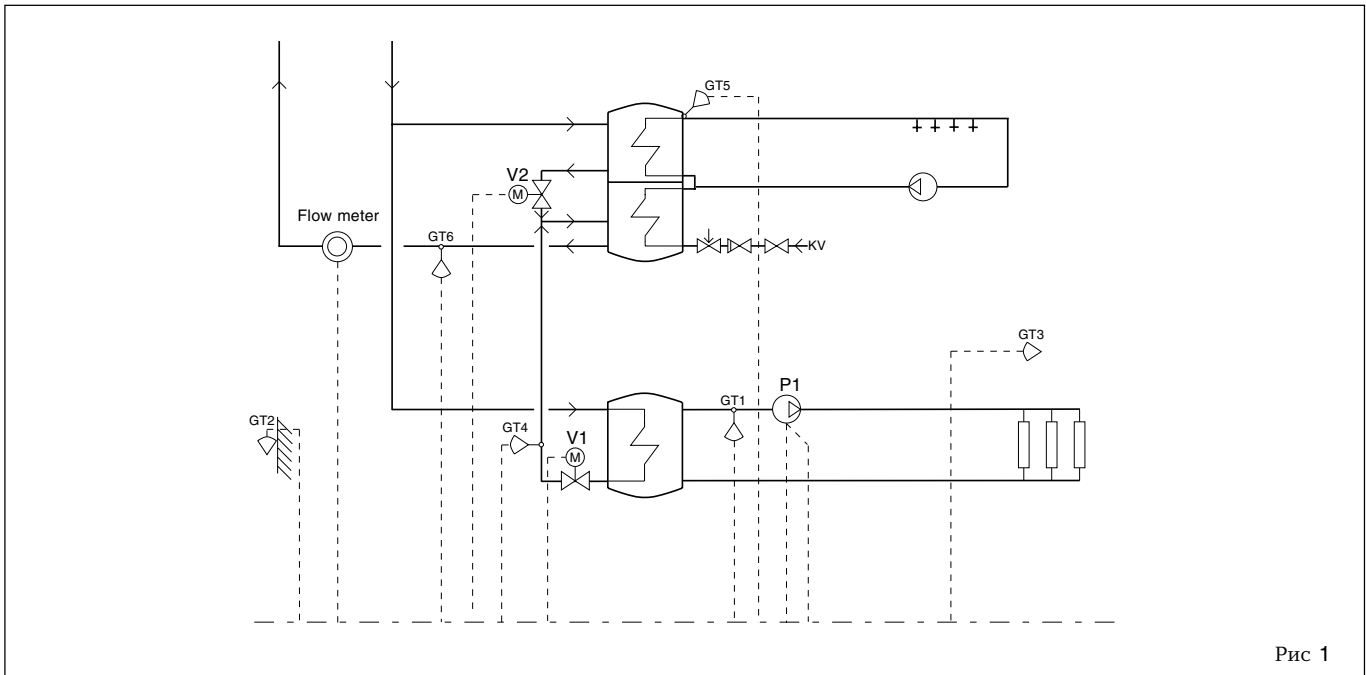 GT5
V2
M
Flow meter
GT6
KV
GT3
P1
GT1
GT2
GT4
V1
M
Рис 1